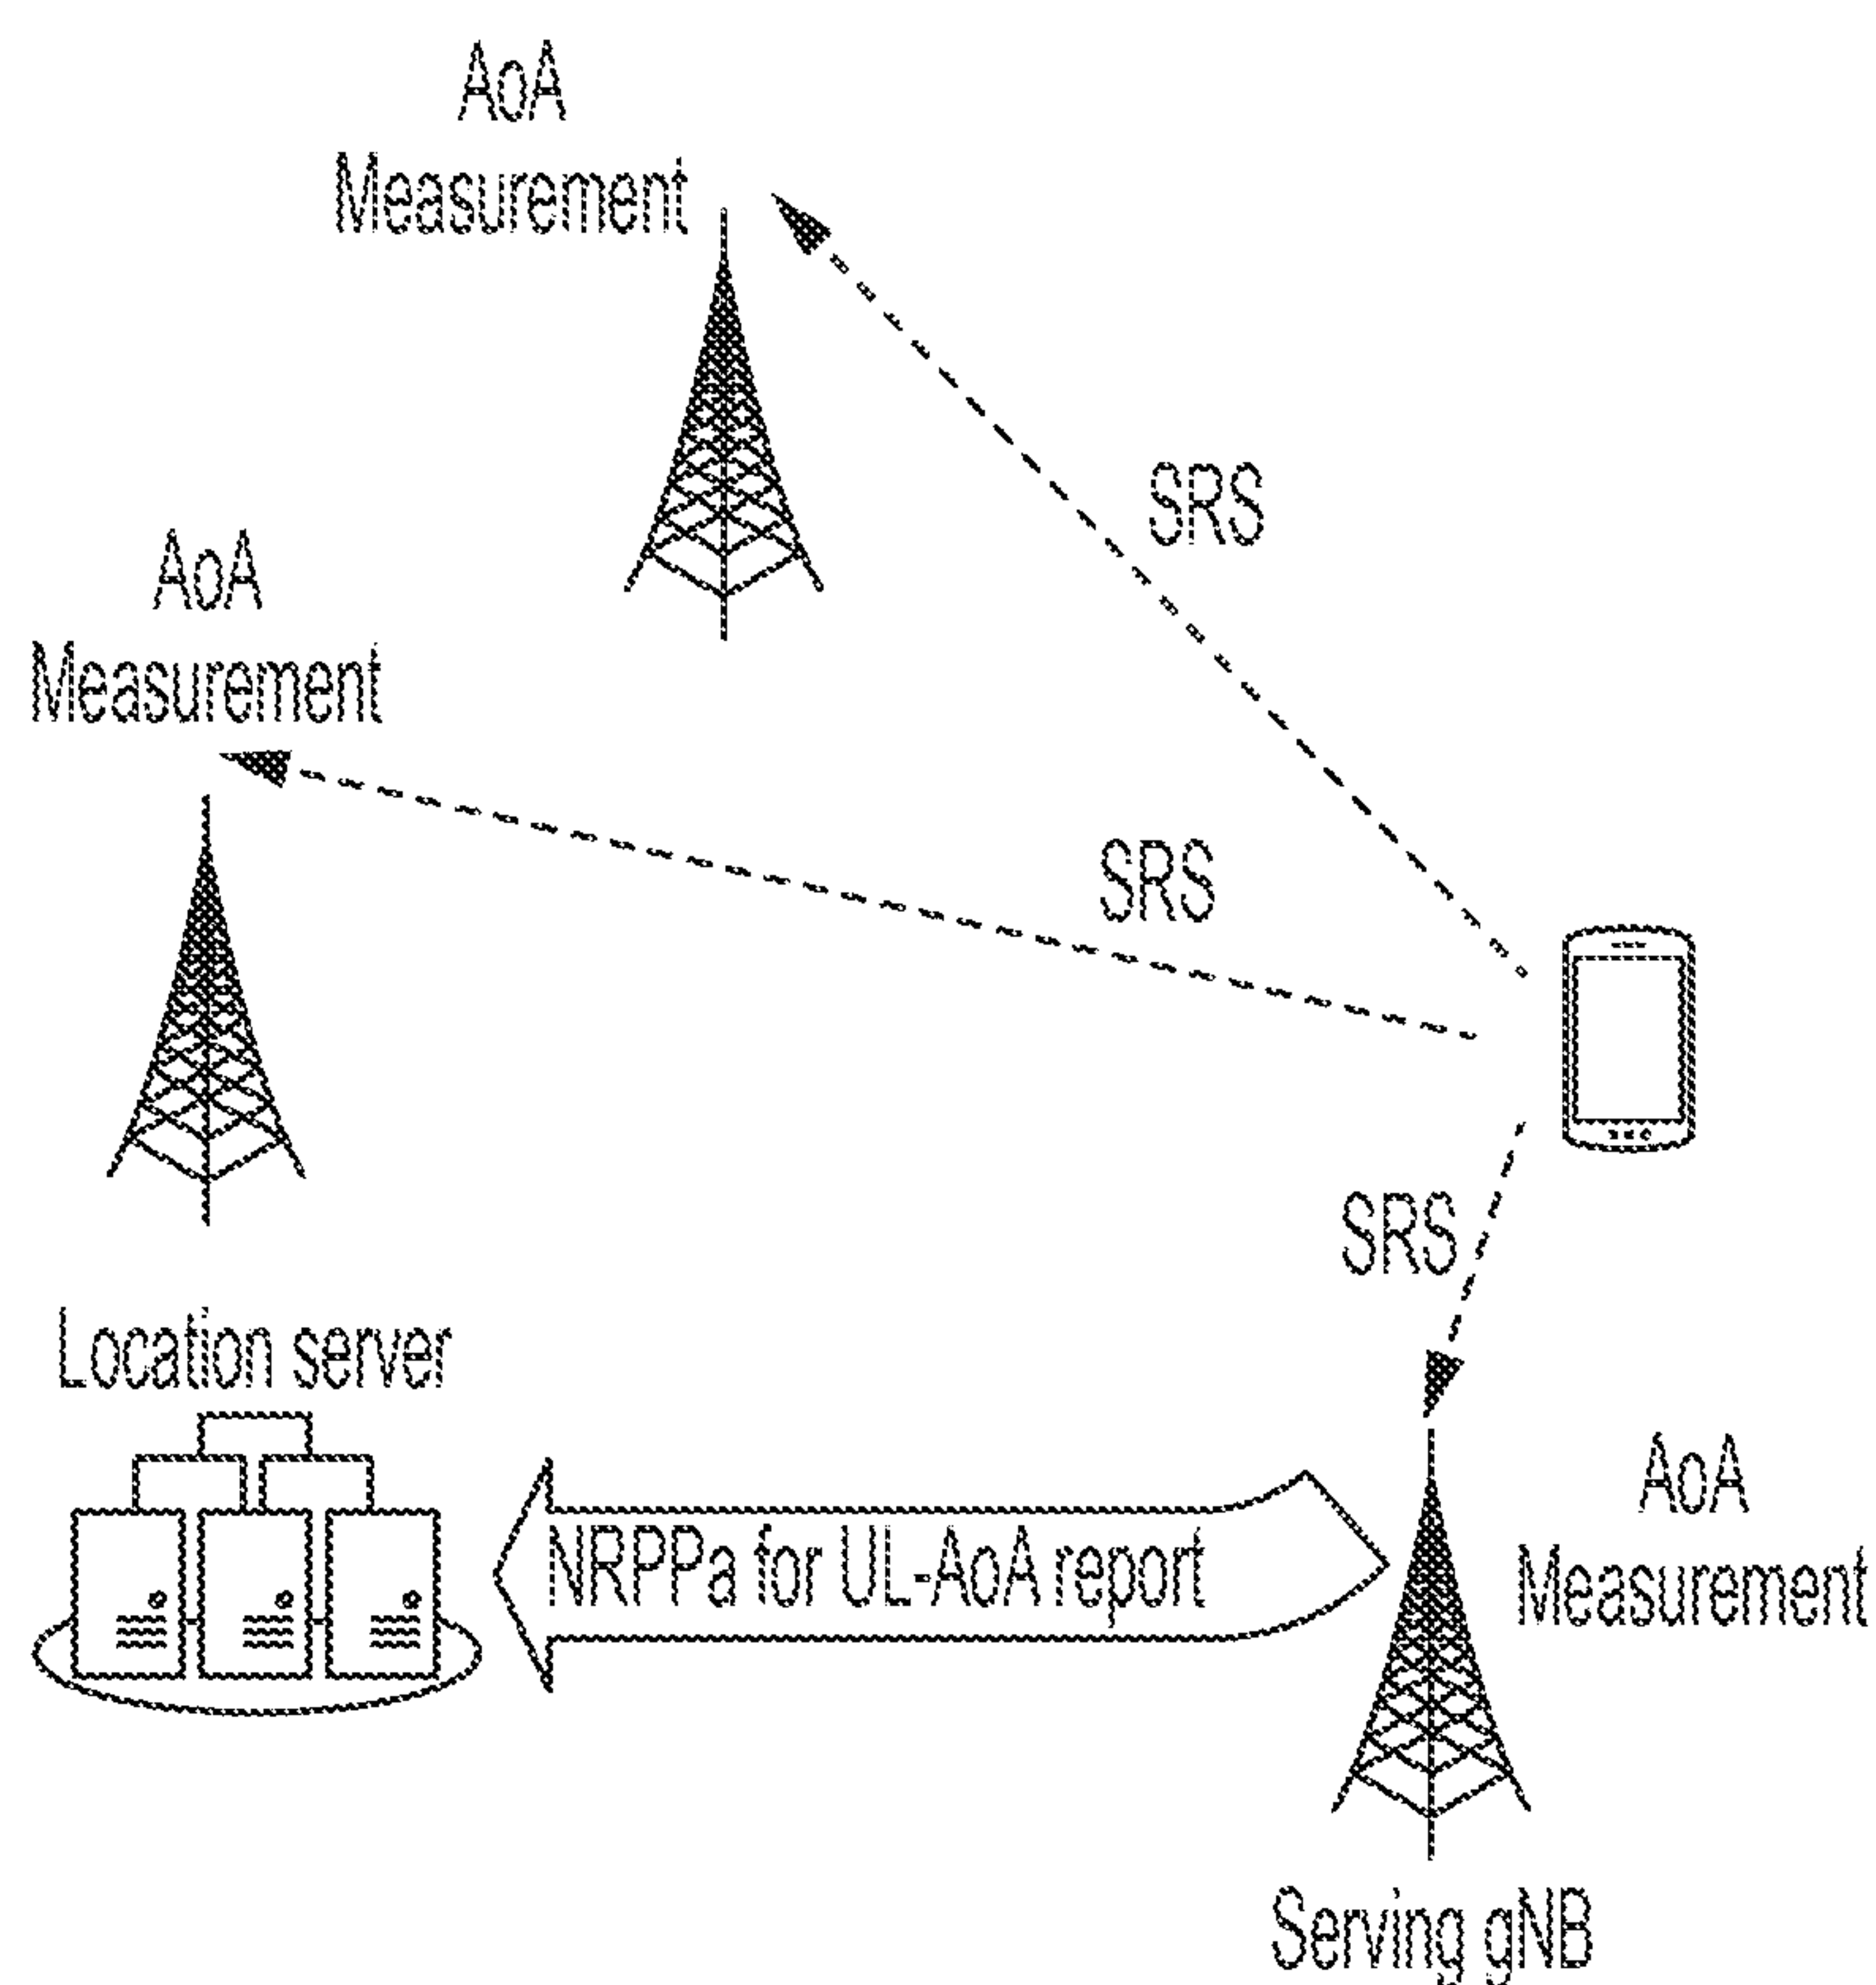 AoA
Measurement
SRS
AoA
Measurement
SRS
SRS
Location server
NRPPa for UL-AoA report
AoA
Measurement
Serving gNB